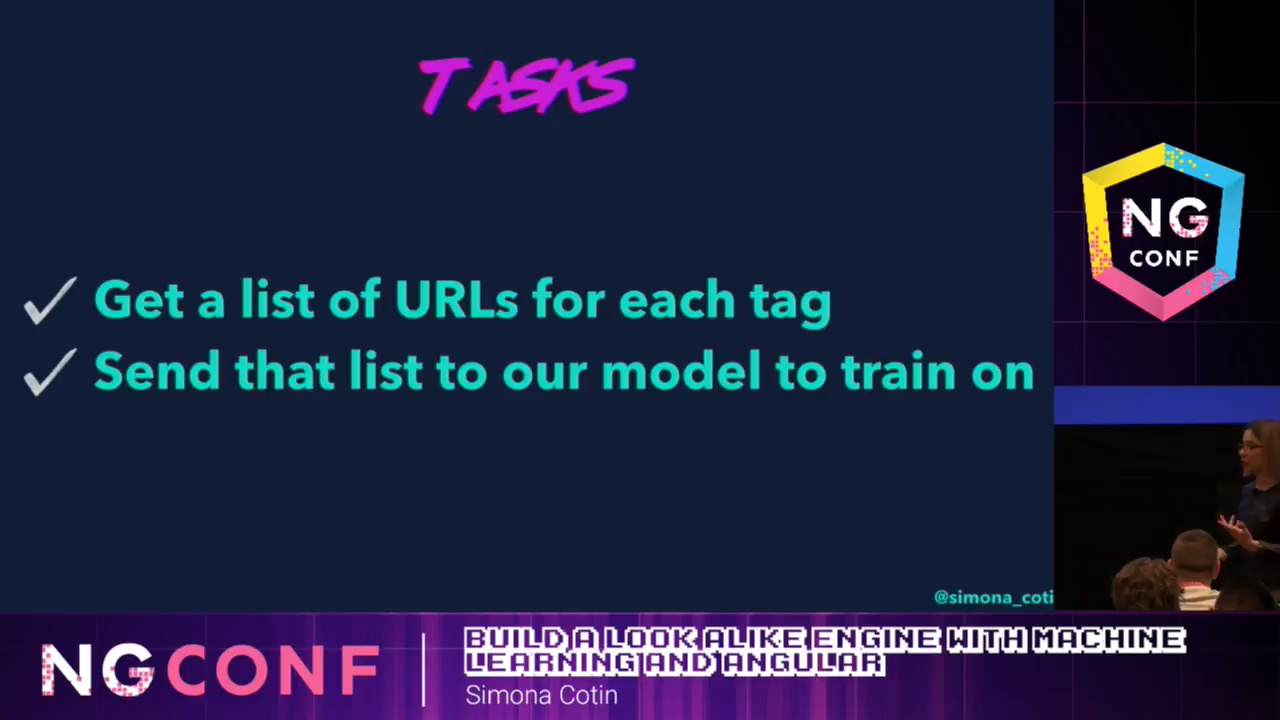 TASKS
✓ Get a list of URLs for each tag
✓ Send that list to our model to train on
@simona_coti
NG
CONF
NGCONF
BUILD A LOOK ALIKE ENGINE WITH MACHINE
LEARNING AND ANGULAR
Simona Cotin